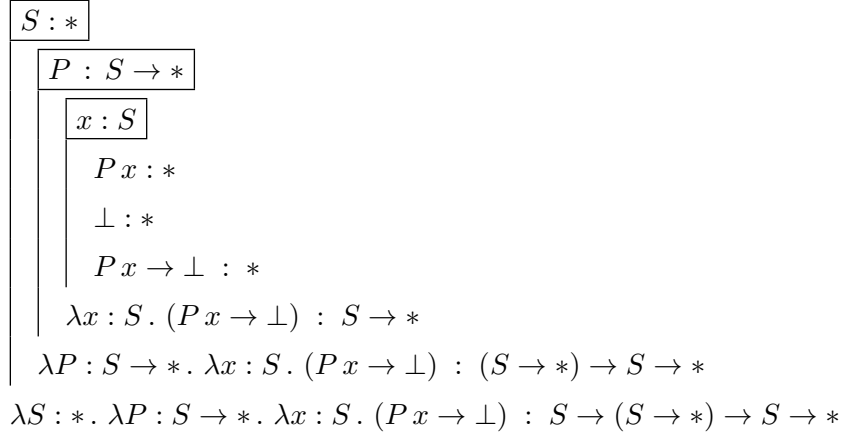 S : ∗
P : S → ∗
x : S
P x : ∗
⊥ : ∗
P x → ⊥ : ∗
λx : S . (P x → ⊥) : S → ∗
λP : S → ∗ . λx : S . (P x → ⊥) : (S → ∗) → S → ∗
λS : ∗ . λP : S → ∗ . λx : S . (P x → ⊥) : S → (S → ∗) → S → ∗